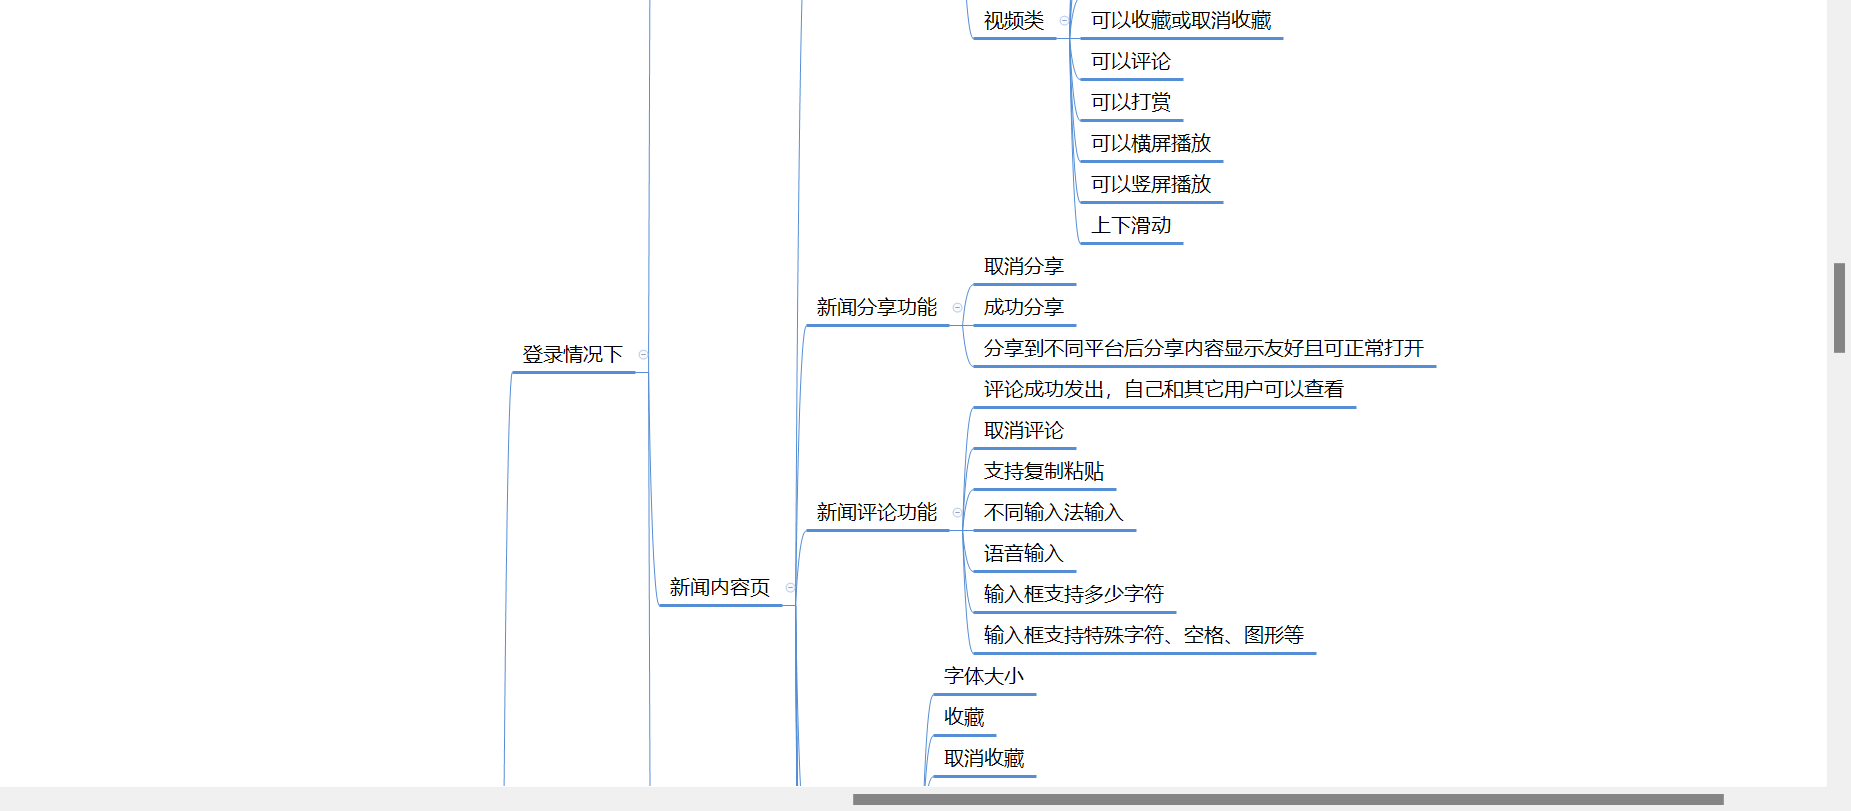 视频类
可以收藏或取消收藏
可以评论
可以打赏
可以横屏播放
可以竖屏播放
上下滑动
取消分享
新闻分享功能
成功分享
分享到不同平台后分享内容显示友好且可正常打开
登录情况下
评论成功发出，自己和其它用户可以查看
取消评论
支持复制粘贴
新闻评论功能
不同输入法输入
语音输入
新闻内容页
输入框支持多少字符
输入框支持特殊字符、空格、图形等
字体大小
收藏
取消收藏